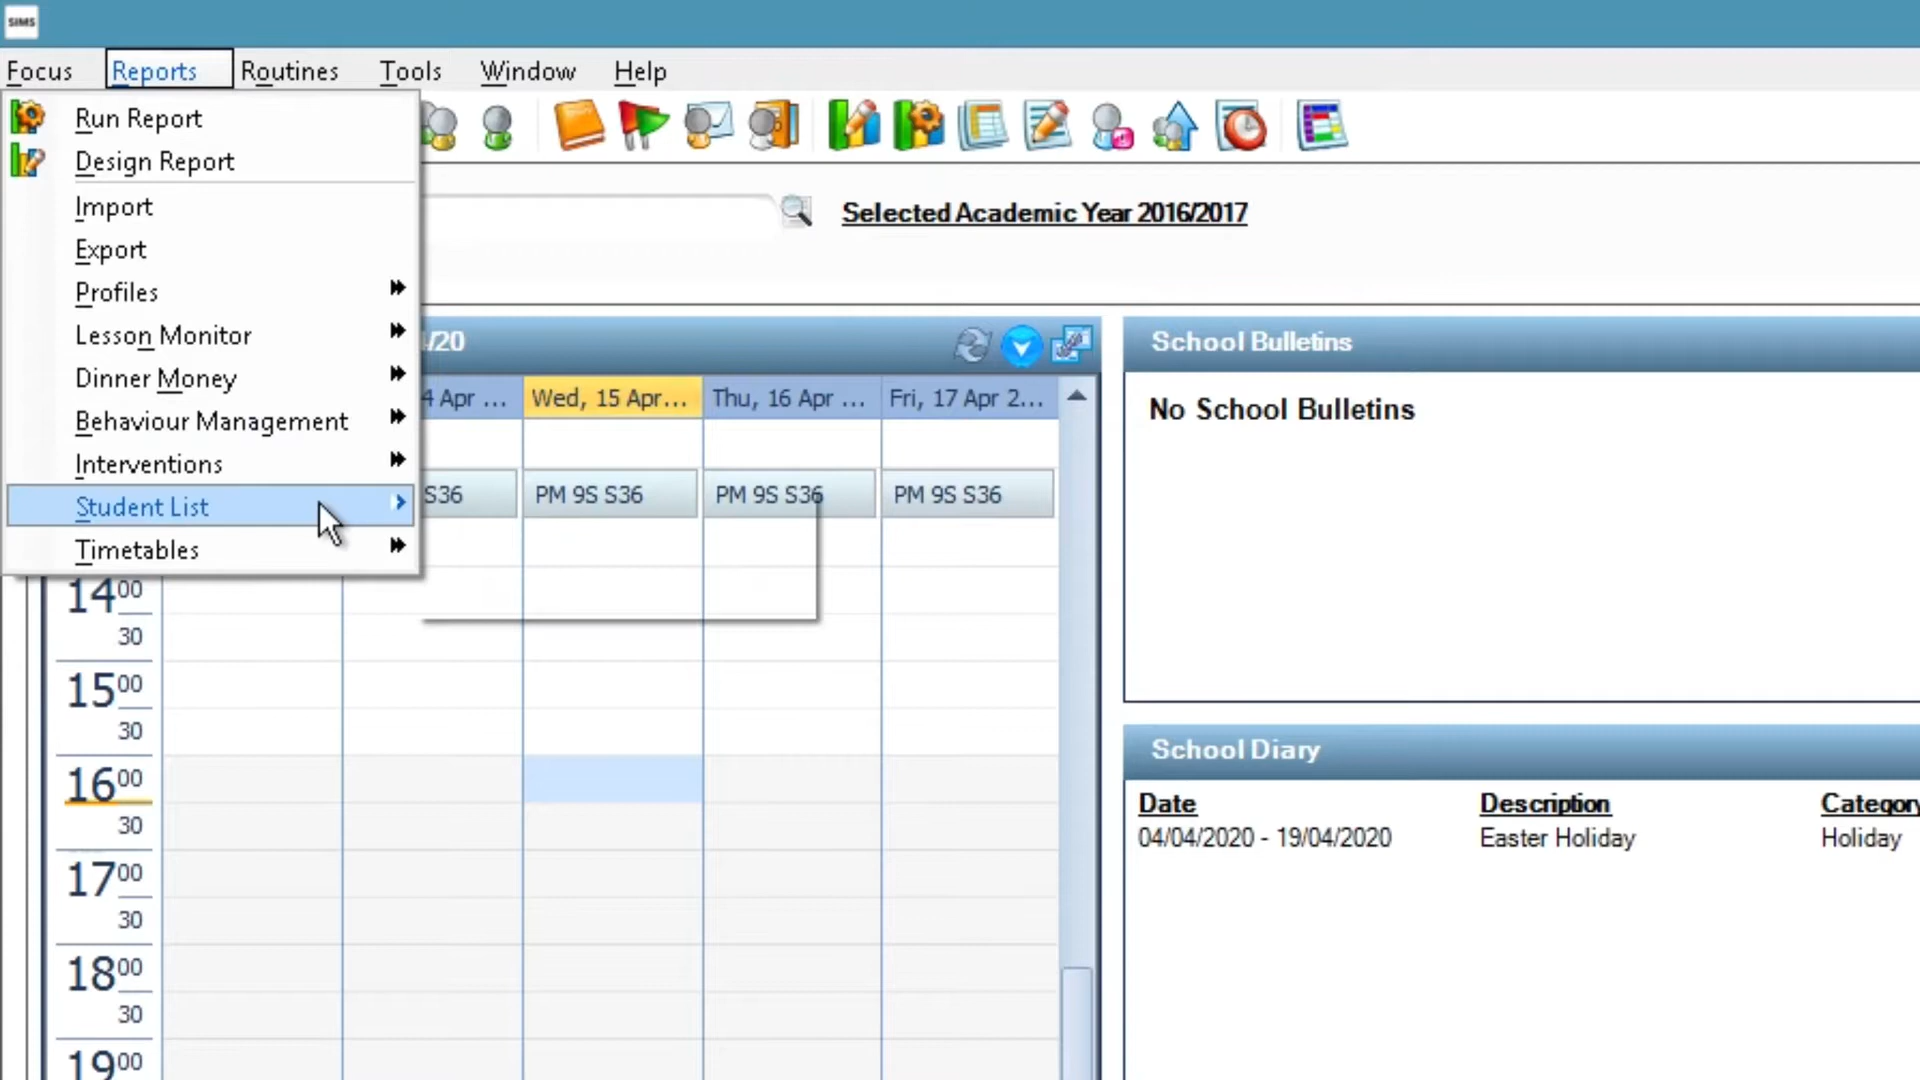 SIMS
Focus Reports Routines Tools Window Help
Run Report
Design Report
Import
Export
Profiles
Lesson Monitor
Dinner Money
Behaviour Management
Interventions
Student List
Timetables
Selected Academic Year 2016/2017
/20
4 Apr ... Wed, 15 Apr... Thu, 16 Apr ... Fri, 17 Apr 2...
S36 PM 9S S36 PM 9S S36 PM 9S S36
14 00
30
15 00
30
16 00
30
17 00
30
18 00
30
19 00
School Bulletins
No School Bulletins
School Diary
Date Description Category
04/04/2020 - 19/04/2020 Easter Holiday Holiday